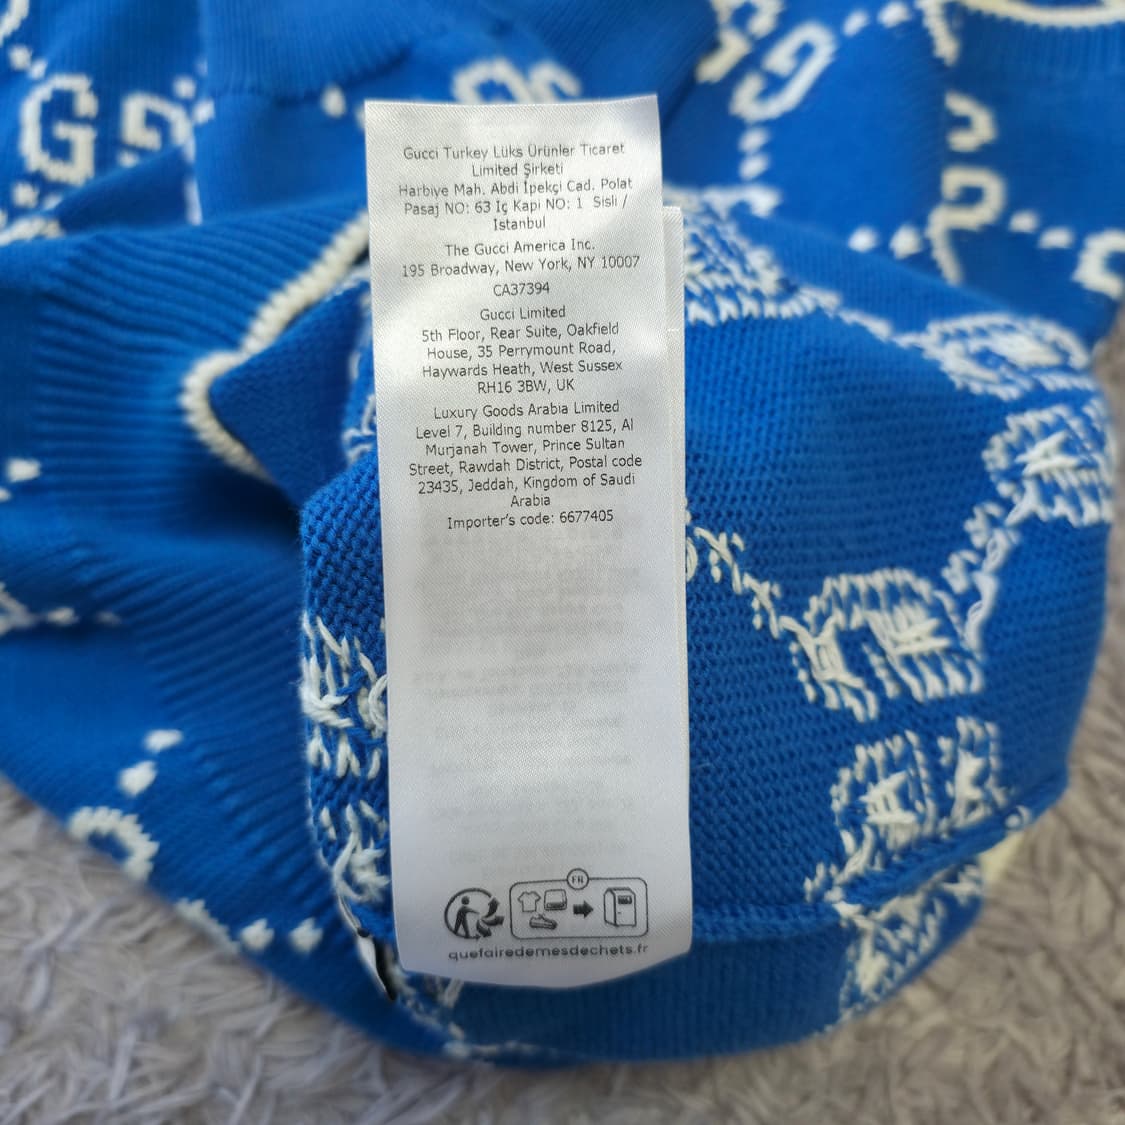 Gucci Turkey Lüks Ürünler Ticaret
Limited Şirketi
Harbiye Mah. Abdi İpekçi Cad. Polat
Pasaj NO: 63 İç Kapi NO: 1 Sisli /
Istanbul
The Gucci America Inc.
195 Broadway, New York, NY 10007
CA37394
Gucci Limited
5th Floor, Rear Suite, Oakfield
House, 35 Perrymount Road,
Haywards Heath, West Sussex
RH16 3BW, UK
Luxury Goods Arabia Limited
Level 7, Building number 8125, Al
Murjanah Tower, Prince Sultan
Street, Rawdah District, Postal code
23435, Jeddah, Kingdom of Saudi
Arabia
Importer's code: 6677405
FR
quefairedemesdechets.fr